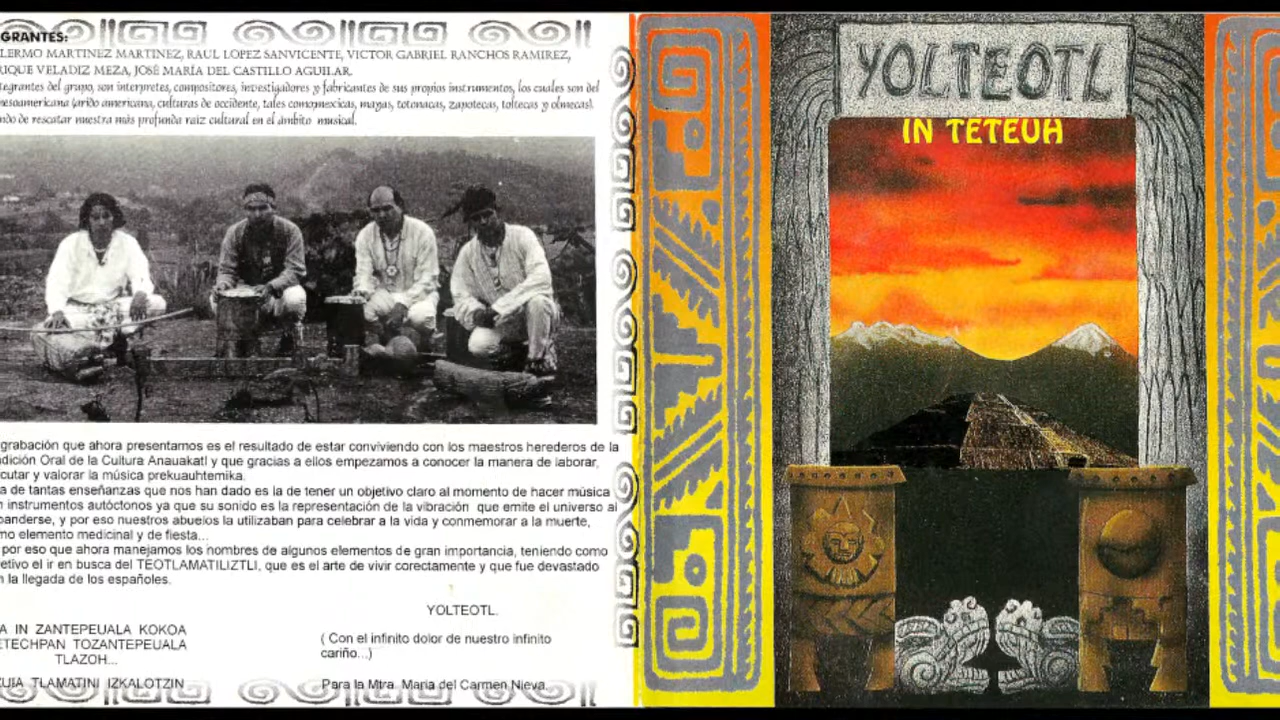 GRANTES:
LERMO MARTINEZ MARTINEZ, RAUL LOPEZ SANVICENTE, VICTOR GABRIEL RANCHOS RAMIREZ,
RIQUE VELADIZ MEZA, JOSÉ MARÍA DEL CASTILLO AGUILAR.
tegrantes del grupo, son interpretes, compositores, investigadores y fabricantes de sus propios instrumentos, los cuales son del
mesoamericana (arido americana, culturas de occidente, tales comomexicas, mayas, totonacas, zapotecas, toltecas y olmecas).
ndo de rescatar nuestra más profunda raíz cultural en el ámbito musical.
grabación que ahora presentamos es el resultado de estar conviviendo con los maestros herederos de la
dición Oral de la Cultura Anauakatl y que gracias a ellos empezamos a conocer la manera de laborar,
cutar y valorar la música prekuauhtemika.
a de tantas enseñanzas que nos han dado es la de tener un objetivo claro al momento de hacer música
n instrumentos autóctonos ya que su sonido es la representación de la vibración que emite el universo al
panderse, y por eso nuestros abuelos la utilizaban para celebrar a la vida y conmemorar a la muerte,
mo elemento medicinal y de fiesta...
por eso que ahora manejamos los nombres de algunos elementos de gran importancia, teniendo como
etivo el ir en busca del TEOTLAMATILIZTLI, que es el arte de vivir corectamente y que fue devastado
n la llegada de los españoles.
YOLTEOTL.
A IN ZANTEPEUALA KOKOA
ETECHPAN TOZANTEPEUALA
TLAZOH...
( Con el infinito dolor de nuestro infinito
cariño...)
ZUIA TLAMATINI IZKALOTZIN
Para la Mtra. Maria del Carmen Nieva.
YOLTEOTL
IN TETEUH